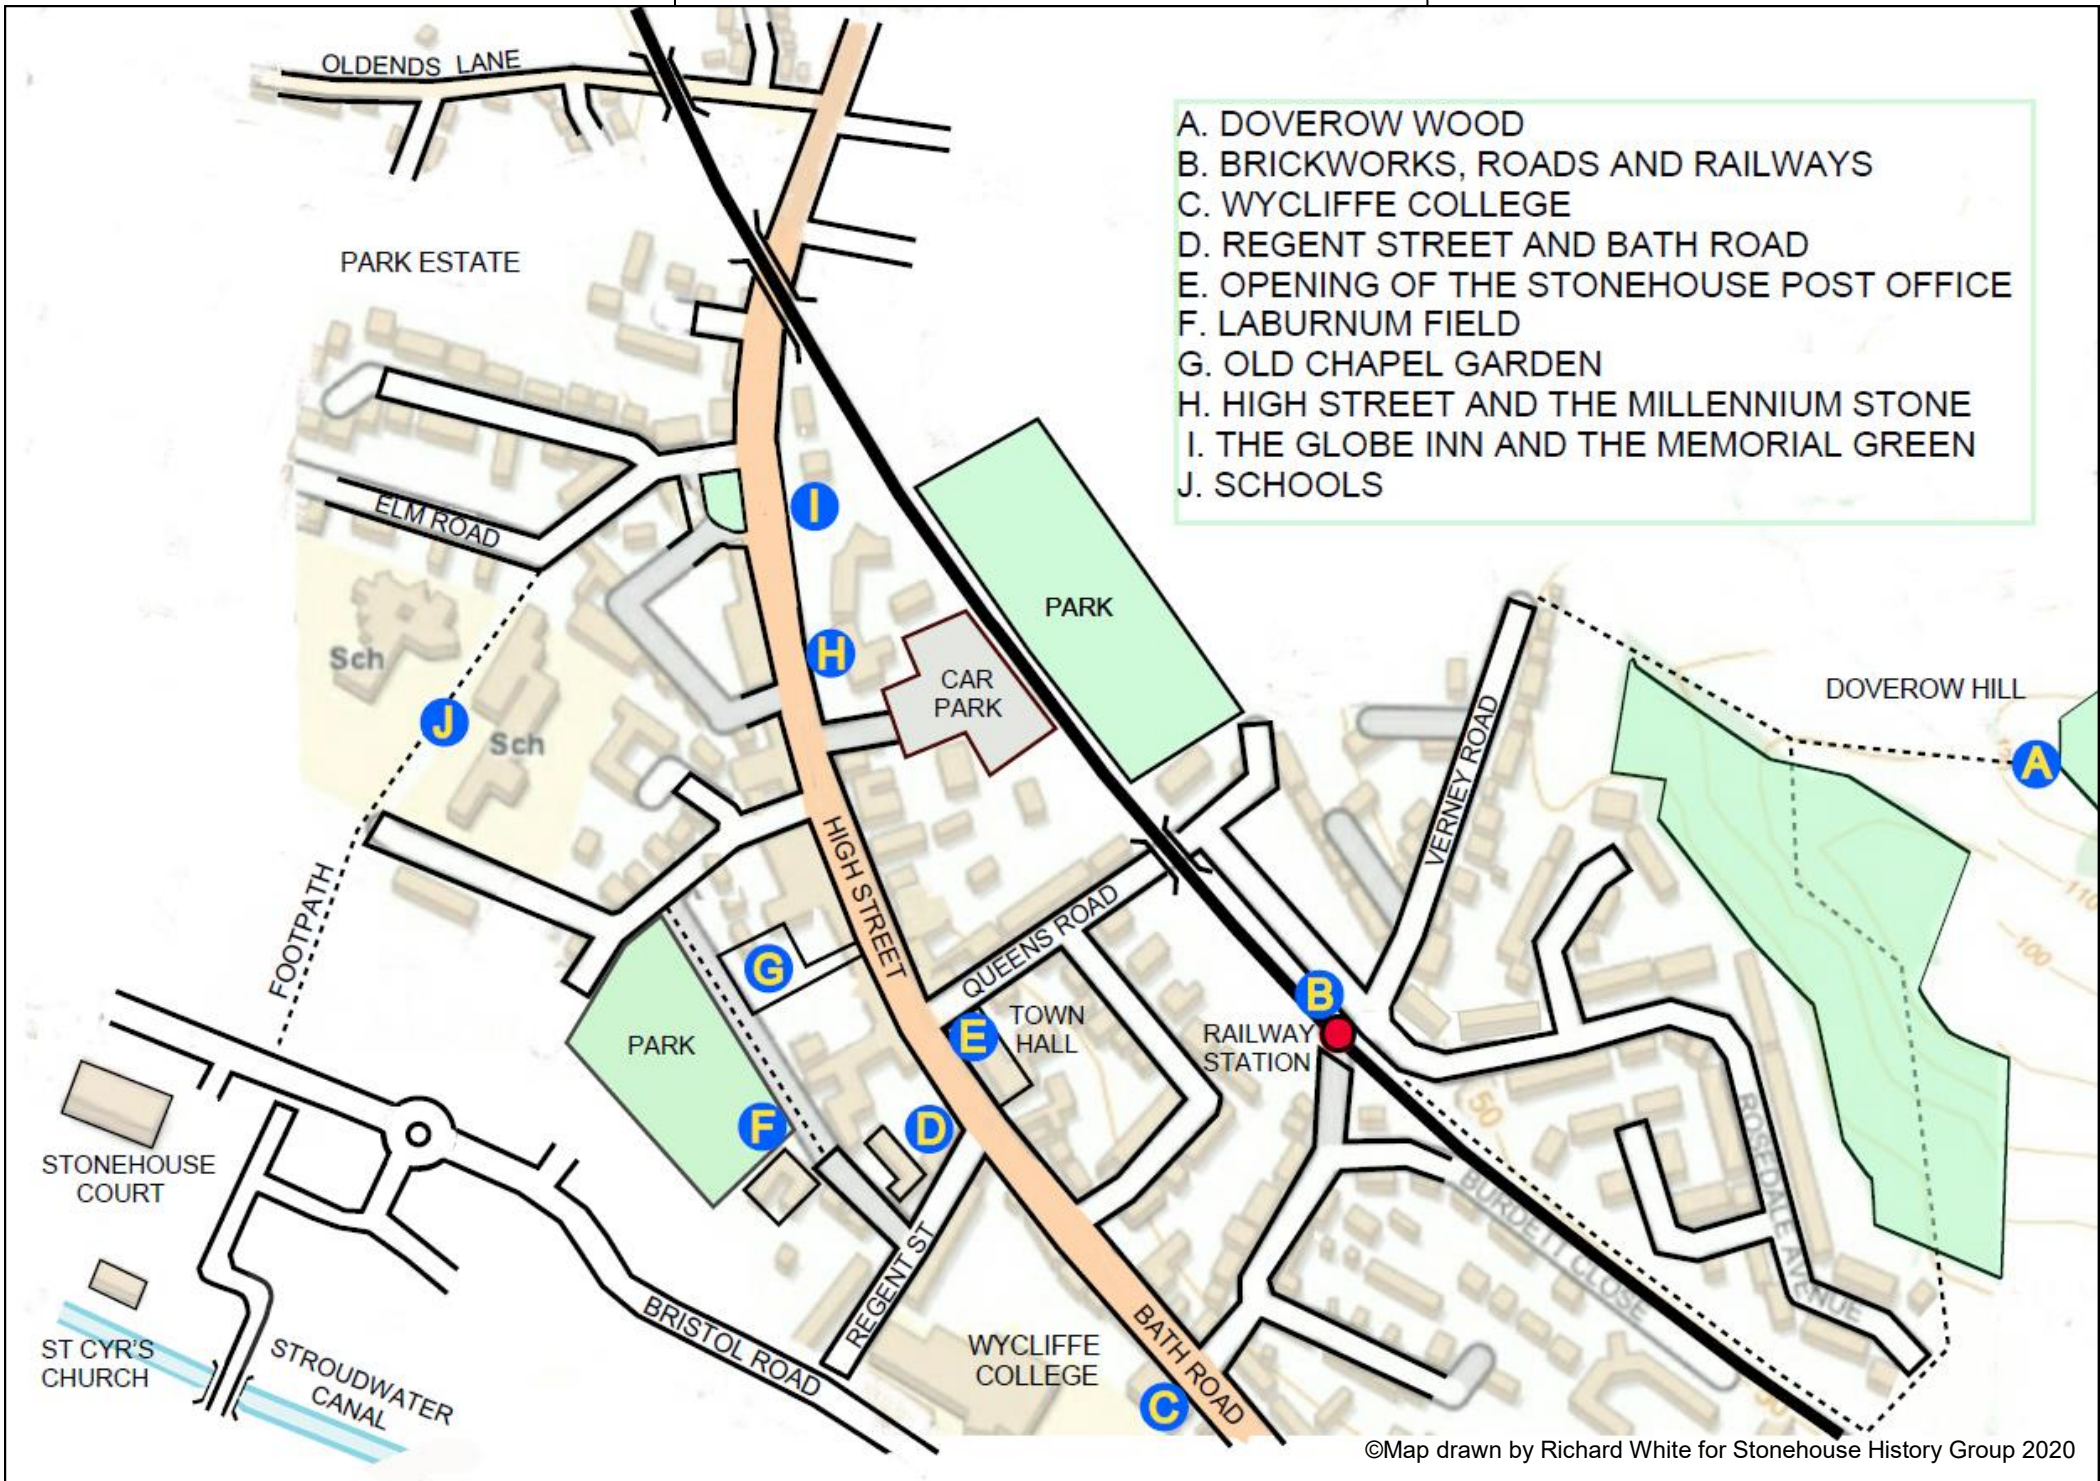 OLDENDS LANE
A. DOVEROW WOOD
B. BRICKWORKS, ROADS AND RAILWAYS
C. WYCLIFFE COLLEGE
D. REGENT STREET AND BATH ROAD
E. OPENING OF THE STONEHOUSE POST OFFICE
F. LABURNUM FIELD
G. OLD CHAPEL GARDEN
H. HIGH STREET AND THE MILLENNIUM STONE
I. THE GLOBE INN AND THE MEMORIAL GREEN
J. SCHOOLS
PARK ESTATE
ELM ROAD
I
PARK
H
Sch
CAR
PARK
DOVEROW HILL
A
J
Sch
VERNEY ROAD
HIGH STREET
FOOTPATH
QUEENS ROAD
110
100
G
B
E
TOWN
HALL
RAILWAY
STATION
PARK
F
D
50
ROSEDALE AVENUE
STONEHOUSE
COURT
BURDETT CLOSE
REGENT ST
BRISTOL ROAD
BATH ROAD
WYCLIFFE
COLLEGE
C
ST CYR'S
CHURCH
STROUDWATER
CANAL
50
©Map drawn by Richard White for Stonehouse History Group 2020